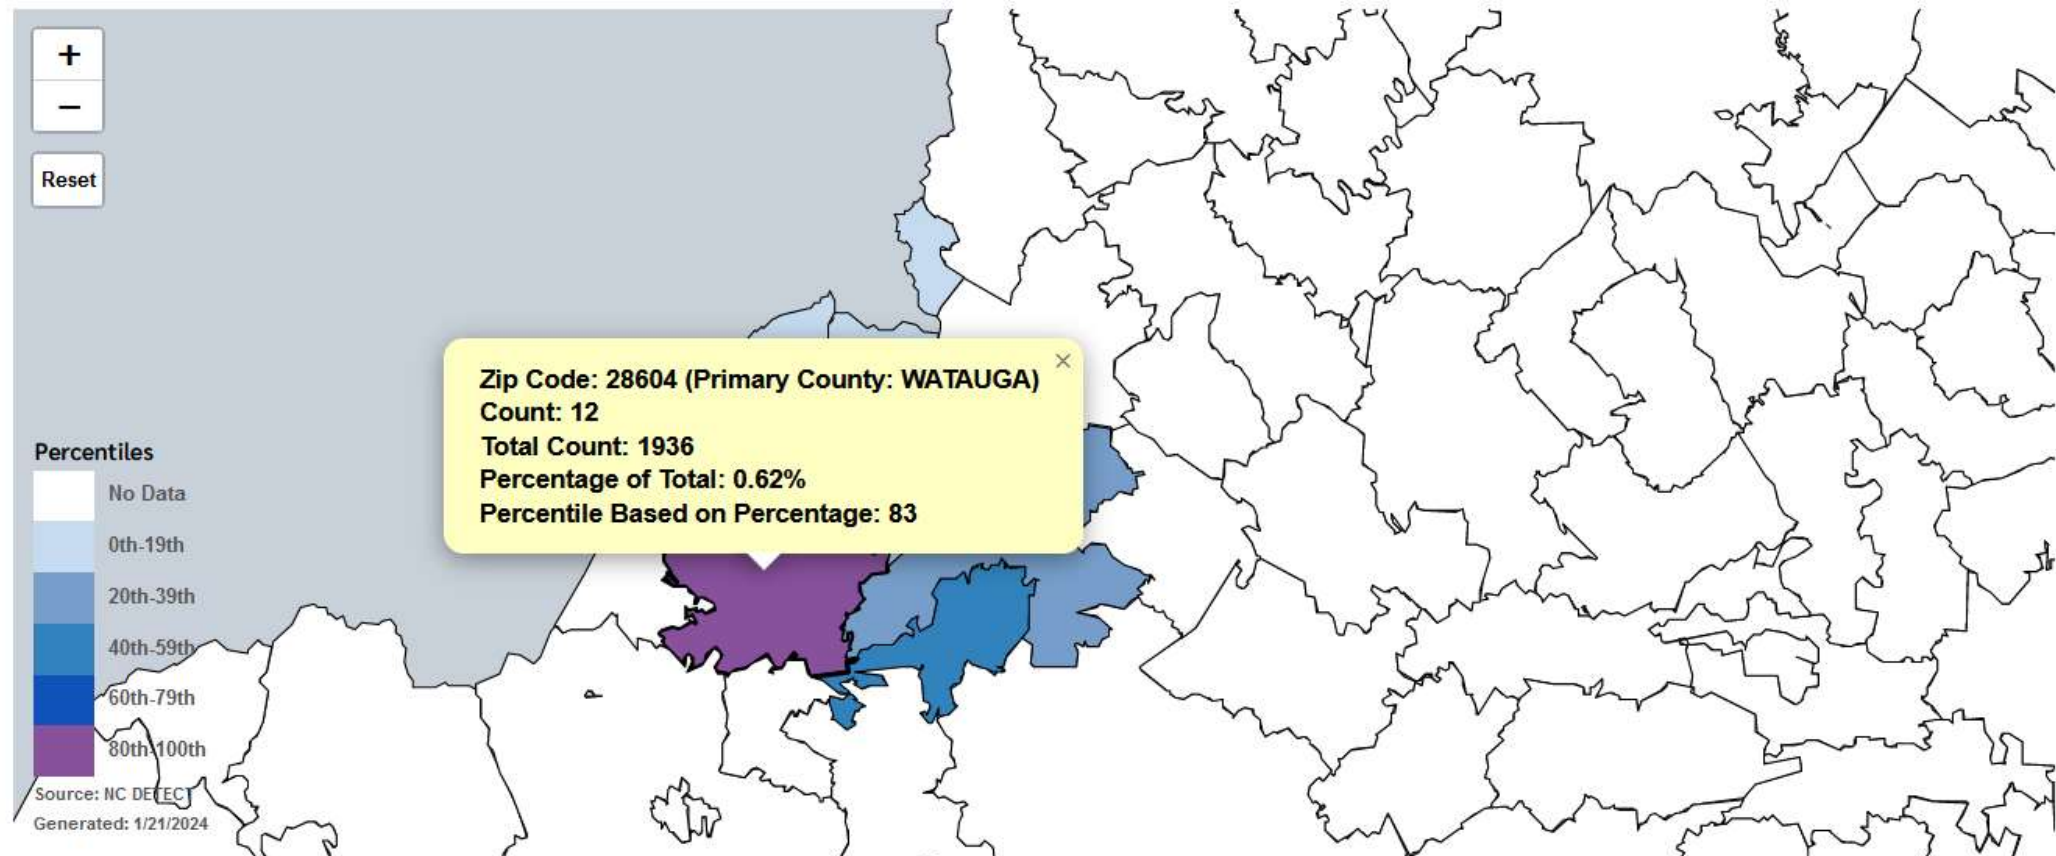 +
−
Reset
Zip Code: 28604 (Primary County: WATAUGA)
Count: 12
Total Count: 1936
Percentage of Total: 0.62%
Percentile Based on Percentage: 83
×
Percentiles
No Data
0th-19th
20th-39th
40th-59th
60th-79th
80th-100th
Source: NC DETECT
Generated: 1/21/2024